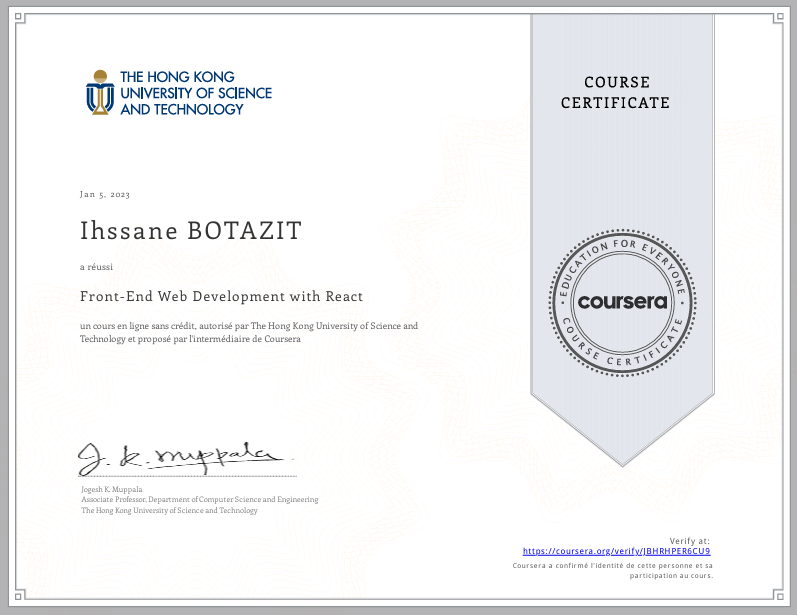 THE HONG KONG
UNIVERSITY OF SCIENCE
AND TECHNOLOGY
COURSE
CERTIFICATE
Jan 5, 2023
Ihssane BOTAZIT
a réussi
Front-End Web Development with React
un cours en ligne sans crédit, autorisé par The Hong Kong University of Science and
Technology et proposé par l'intermédiaire de Coursera
EDUCATION FOR EVERYONE
coursera
COURSE CERTIFICATE
J. K. Muppala
Jogesh K. Muppala
Associate Professor, Department of Computer Science and Engineering
The Hong Kong University of Science and Technology
Verify at:
https://coursera.org/verify/JBHRHPER6CU9
Coursera a confirmé l'identité de cette personne et sa
participation au cours.